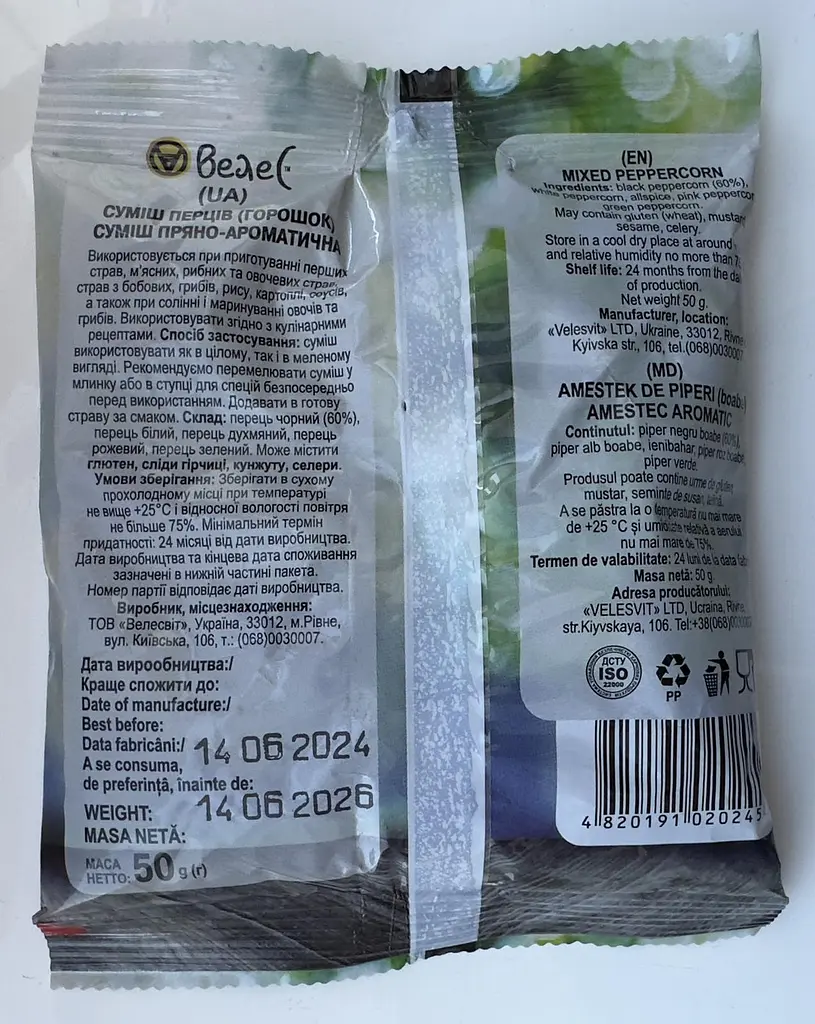 ВелеС
(UA)
СУМІШ ПЕРЦІВ (ГОРОШОК)
СУМІШ ПРЯНО-АРОМАТИЧНА
Використовується при приготуванні перших
страв, м'ясних, рибних та овочевих страв,
страв з бобових, грибів, рису, картоплі, соусів,
а також при солінні і маринуванні овочів та
грибів. Використовувати згідно з кулінарними
рецептами. Спосіб застосування: суміш
використовувати як в цілому, так і в меленому
вигляді. Рекомендуємо перемелювати суміш у
млинку або в ступці для спецій безпосередньо
перед використанням. Додавати в готову
страву за смаком. Склад: перець чорний (60%),
перець білий, перець духмяний, перець
рожевий, перець зелений. Може містити
глютен, сліди гірчиці, кунжуту, селери.
Умови зберігання: Зберігати в сухому
прохолодному місці при температурі
не вище +25°C і відносної вологості повітря
не більше 75%. Мінімальний термін
придатності: 24 місяці від дати виробництва.
Дата виробництва та кінцева дата споживання
зазначені в нижній частині пакета.
Номер партії відповідає даті виробництва.
Виробник, місцезнаходження:
ТОВ «Велесвіт», Україна, 33012, м.Рівне,
вул. Київська, 106, т.: (068)0030007.
Дата вирообництва:/
Краще спожити до:
Date of manufacture:/
Best before:
Data fabricâni:/ 14 06 2024
A se consuma,
de preferință, înainte de:
WEIGHT: 14 06 2026
MASA NETĂ:
МАСА
НЕТТО: 50 g (г)
(EN)
MIXED PEPPERCORN
Ingredients: black peppercorn (60%),
white peppercorn, allspice, pink peppercor
green peppercorn.
May contain gluten (wheat), mustar
sesame, celery.
Store in a cool dry place at around
and relative humidity no more than 7
Shelf life: 24 months from the da
of production.
Net weight 50 g.
Manufacturer, location:
«Velesvit» LTD, Ukraine, 33012, Rivne
Kyivska str., 106, tel.(068)0030007
(MD)
AMESTEK DE PIPERI (boabe)
AMESTEC AROMATIC
Continutul: piper negru boabe (60%),
piper alb boabe, ienibahar, piper roz boabe,
piper verde.
Produsul poate contine urme de gluten,
mustar, seminte de susan,
A se păstra la o temperatură nu mai mare
de +25 °C și umiditate relativă a aerului
nu mai mare de 75%.
Termen de valabilitate: 24 luni de la data fab
Masa netă: 50 g.
Adresa producătorului:
«VELESVIT» LTD, Ucraina, Rivne,
str.Kiyvskaya, 106. Tel:+38(068)00300
ДСТУ
ISO
22000
PP
4 820191 020245